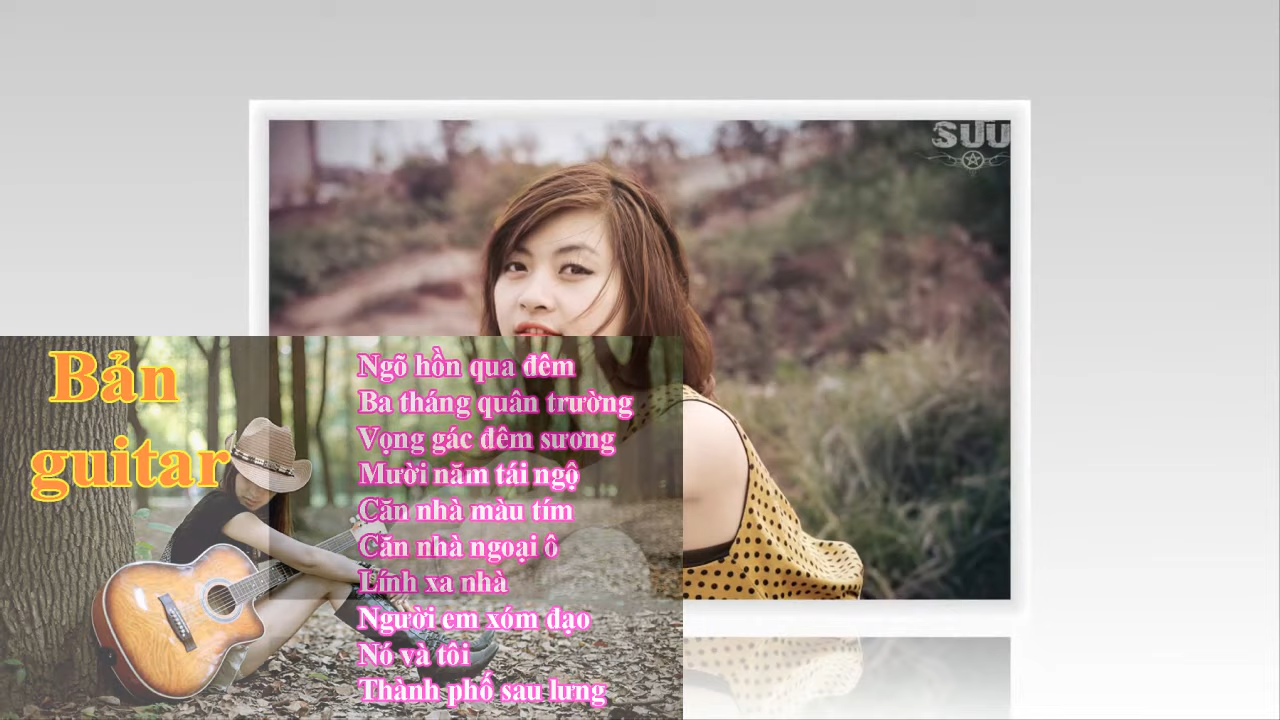 SUU
Bản
guitar
Ngõ hồn qua đêm
Ba tháng quân trường
Vọng gác đêm sương
Mười năm tái ngộ
Căn nhà màu tím
Căn nhà ngoại ô
Lính xa nhà
Người em xóm đạo
Nó và tôi
Thành phố sau lưng